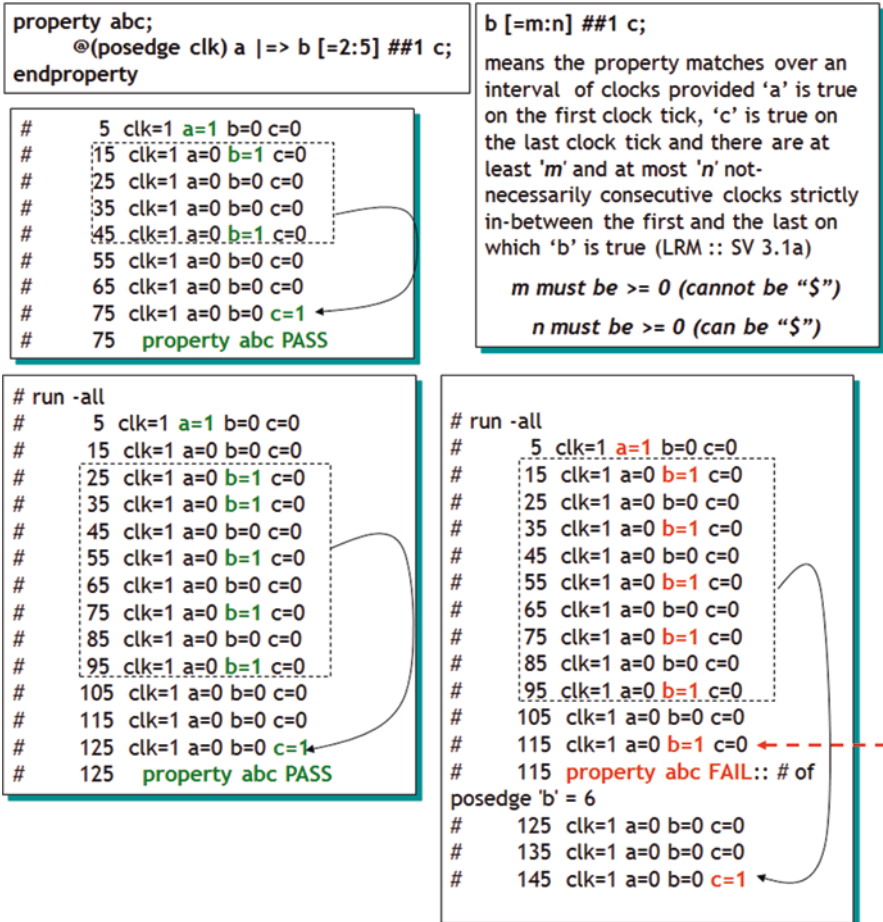 property abc;
@(posedge clk) a |=> b [=2:5] ##1 c;
endproperty
b [=m:n] ##1 c;
means the property matches over an
interval of clocks provided ‘a’ is true
on the first clock tick, ‘c’ is true on
the last clock tick and there are at
least 'm' and at most 'n' not-
necessarily consecutive clocks strictly
in-between the first and the last on
which ‘b’ is true (LRM :: SV 3.1a)
m must be >= 0 (cannot be “$”)
n must be >= 0 (can be “$”)
# 5 clk=1 a=1 b=0 c=0
# 15 clk=1 a=0 b=1 c=0
# 25 clk=1 a=0 b=0 c=0
# 35 clk=1 a=0 b=0 c=0
# 45 clk=1 a=0 b=1 c=0
# 55 clk=1 a=0 b=0 c=0
# 65 clk=1 a=0 b=0 c=0
# 75 clk=1 a=0 b=0 c=1
# 75 property abc PASS
# run -all
# 5 clk=1 a=1 b=0 c=0
# 15 clk=1 a=0 b=0 c=0
# 25 clk=1 a=0 b=1 c=0
# 35 clk=1 a=0 b=1 c=0
# 45 clk=1 a=0 b=0 c=0
# 55 clk=1 a=0 b=1 c=0
# 65 clk=1 a=0 b=0 c=0
# 75 clk=1 a=0 b=1 c=0
# 85 clk=1 a=0 b=0 c=0
# 95 clk=1 a=0 b=1 c=0
# 105 clk=1 a=0 b=0 c=0
# 115 clk=1 a=0 b=0 c=0
# 125 clk=1 a=0 b=0 c=1
# 125 property abc PASS
# run -all
# 5 clk=1 a=1 b=0 c=0
# 15 clk=1 a=0 b=1 c=0
# 25 clk=1 a=0 b=0 c=0
# 35 clk=1 a=0 b=1 c=0
# 45 clk=1 a=0 b=0 c=0
# 55 clk=1 a=0 b=1 c=0
# 65 clk=1 a=0 b=0 c=0
# 75 clk=1 a=0 b=1 c=0
# 85 clk=1 a=0 b=0 c=0
# 95 clk=1 a=0 b=1 c=0
# 105 clk=1 a=0 b=0 c=0
# 115 clk=1 a=0 b=1 c=0
# 115 property abc FAIL:: # of
posedge 'b' = 6
# 125 clk=1 a=0 b=0 c=0
# 135 clk=1 a=0 b=0 c=0
# 145 clk=1 a=0 b=0 c=1